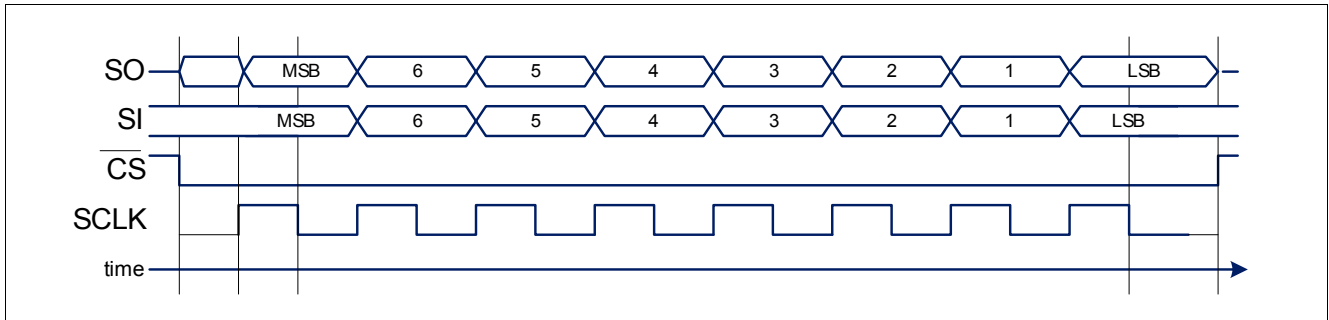 SO MSB 6 5 4 3 2 1 LSB
SI MSB 6 5 4 3 2 1 LSB
CS
SCLK
time